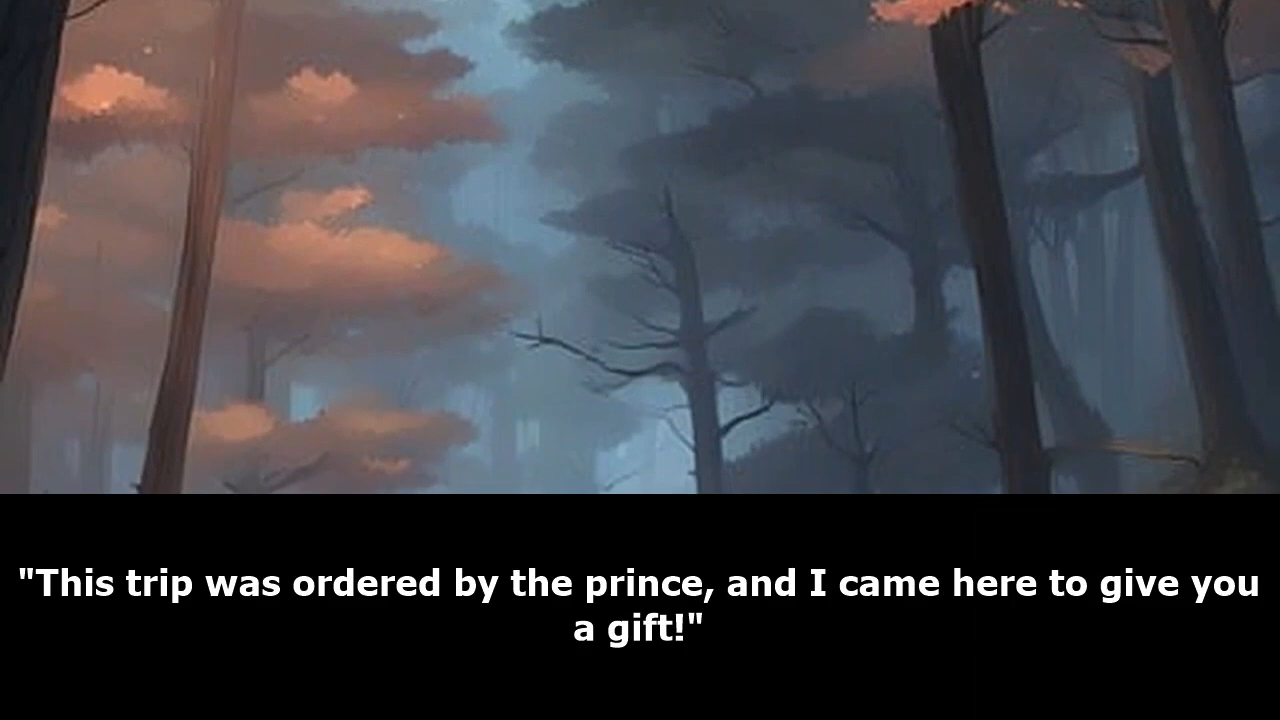 "This trip was ordered by the prince, and I came here to give you
a gift!"